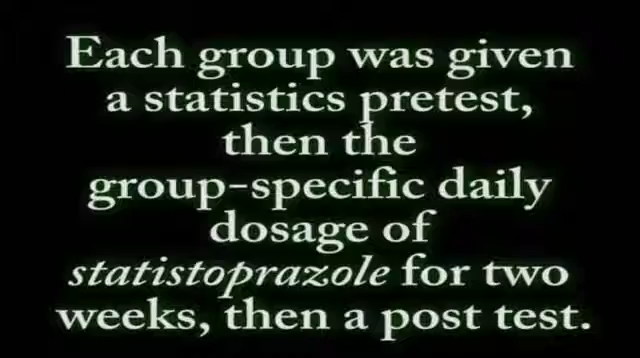 Each group was given
a statistics pretest,
then the
group-specific daily
dosage of
statistoprazole for two
weeks, then a post test.